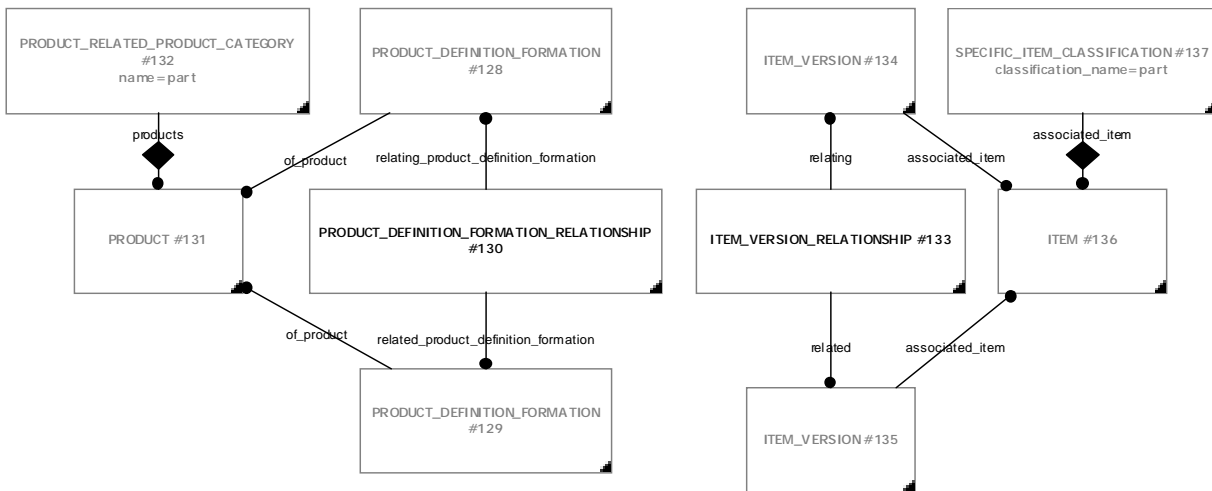 PRODUCT_RELATED_PRODUCT_CATEGORY
#132
name=part
PRODUCT_DEFINITION_FORMATION
#128
ITEM_VERSION #134
SPECIFIC_ITEM_CLASSIFICATION #137
classification_name=part
products
of_product
relating_product_definition_formation
relating
associated_item
associated_item
PRODUCT #131
PRODUCT_DEFINITION_FORMATION_RELATIONSHIP
#130
ITEM_VERSION_RELATIONSHIP #133
ITEM #136
of_product
related_product_definition_formation
related
associated_item
PRODUCT_DEFINITION_FORMATION
#129
ITEM_VERSION #135